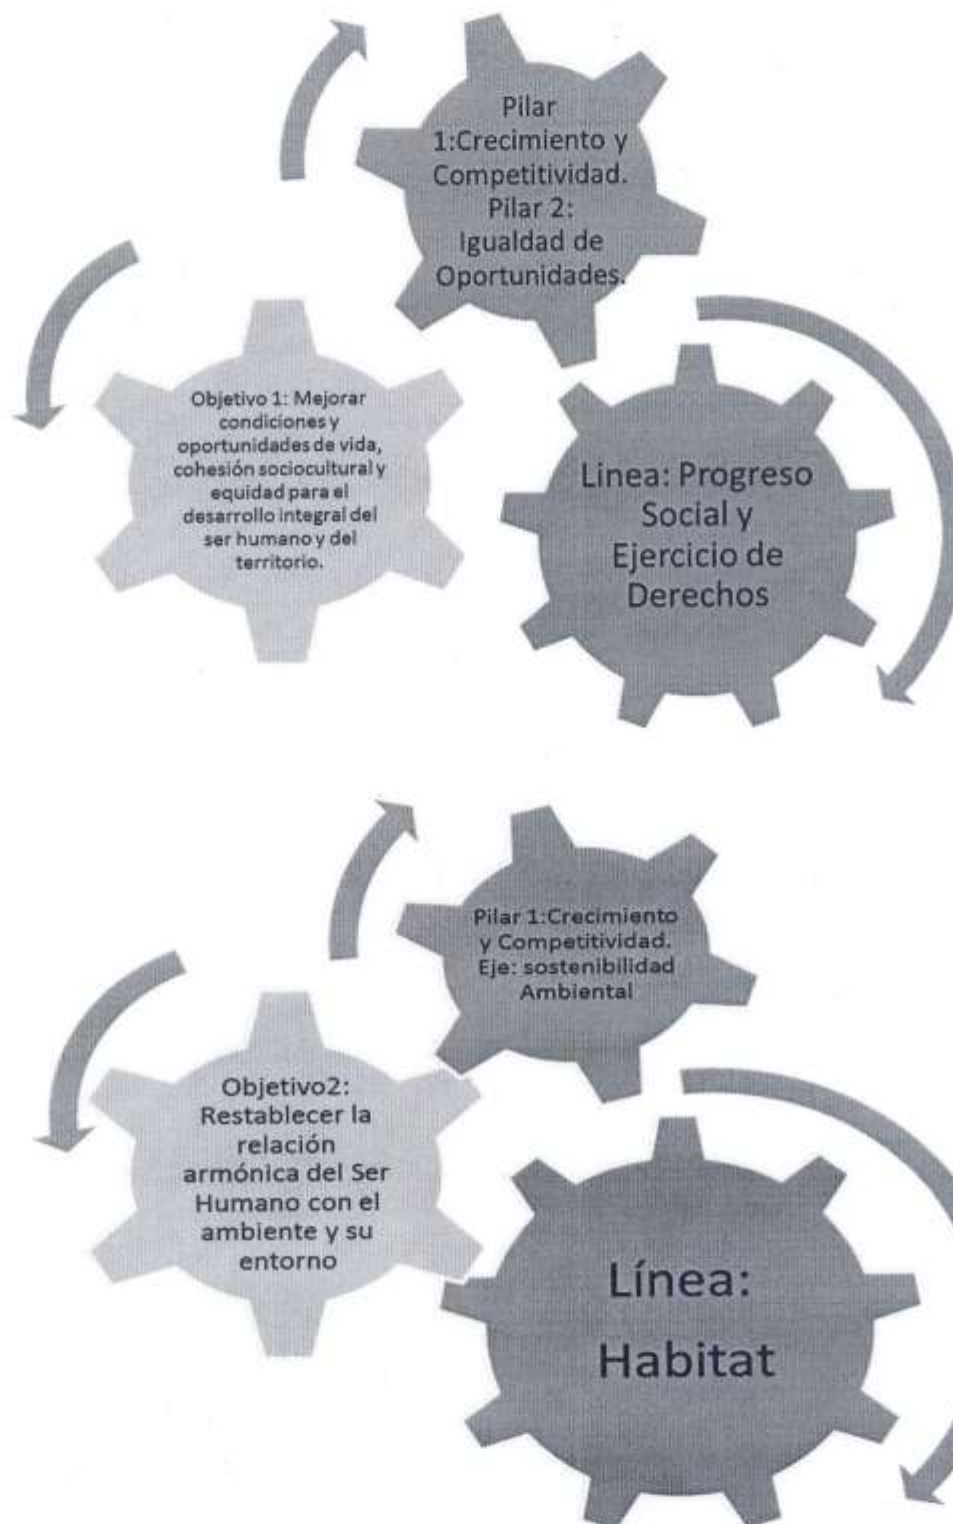 Pilar
1:Crecimiento y
Competitividad.
Pilar 2:
Igualdad de
Oportunidades.
Objetivo 1: Mejorar
condiciones y
oportunidades de vida,
cohesión sociocultural y
equidad para el
desarrollo integral del
ser humano y del
territorio.
Linea: Progreso
Social y
Ejercicio de
Derechos
Pilar 1:Crecimiento
y Competitividad.
Eje: sostenibilidad
Ambiental
Objetivo2:
Restablecer la
relación
armónica del Ser
Humano con el
ambiente y su
entorno
Línea:
Habitat